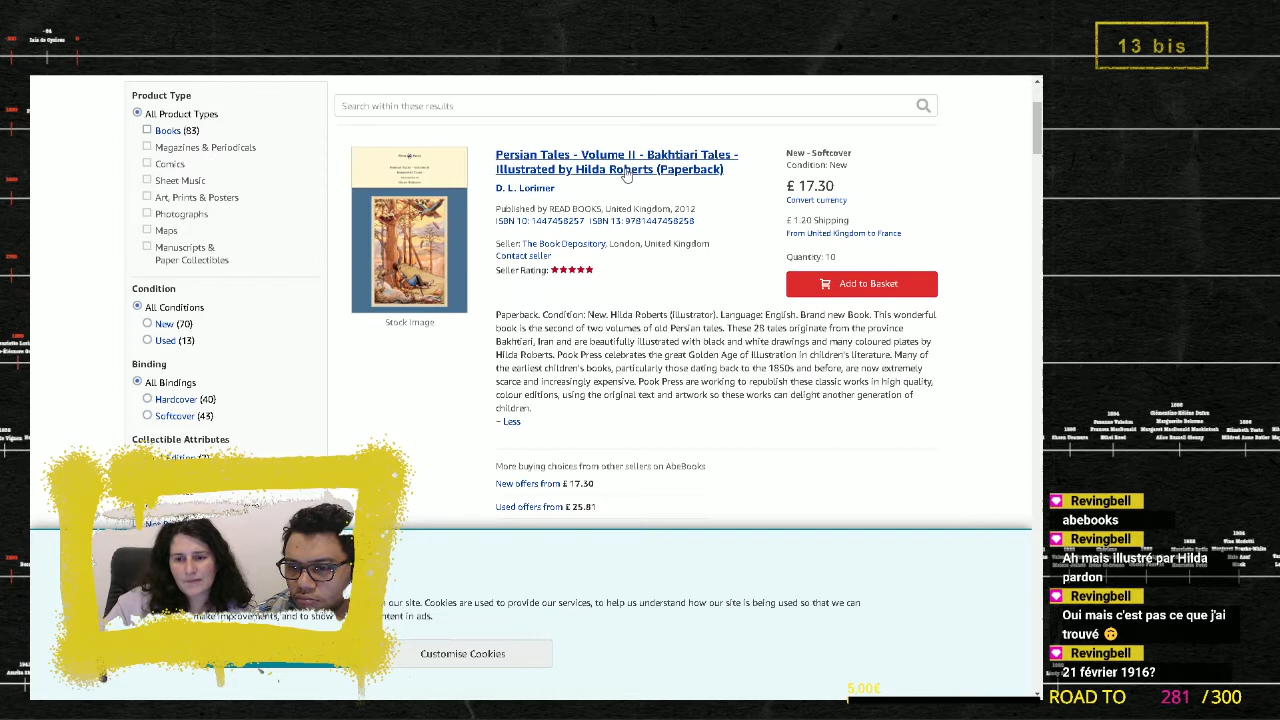 13 bis
Product Type
All Product Types
Books (83)
Magazines & Periodicals
Comics
Sheet Music
Art, Prints & Posters
Photographs
Maps
Manuscripts &
Paper Collectibles
Condition
All Conditions
New (70)
Used (13)
Binding
All Bindings
Hardcover (40)
Softcover (43)
Collectible Attributes
Search within these results
Persian Tales - Volume II - Bakhtiari Tales -
Illustrated by Hilda Roberts (Paperback)
D. L. Lorimer
Published by READ BOOKS, United Kingdom, 2012
ISBN 10: 1447458257 ISBN 13: 9781447458258
Seller: The Book Depository, London, United Kingdom
Contact seller
Seller Rating:
Stock Image
New - Softcover
Condition: New
£ 17.30
Convert currency
£ 1.20 Shipping
From United Kingdom to France
Quantity: 10
Add to Basket
Paperback. Condition: New. Hilda Roberts (illustrator). Language: English. Brand new Book. This wonderful
book is the second of two volumes of old Persian tales. These 28 tales originate from the province
Bakhtiari, Iran and are beautifully illustrated with black and white drawings and many coloured plates by
Hilda Roberts. Pook Press celebrates the great Golden Age of Illustration in children's literature. Many of
the earliest children's books, particularly those dating back to the 1850s and before, are now extremely
scarce and increasingly expensive. Pook Press are working to republish these classic works in high quality,
colour editions, using the original text and artwork so these works can delight another generation of
children.
− Less
More buying choices from other sellers on AbeBooks
New offers from £ 17.30
Used offers from £ 25.81
our site. Cookies are used to provide our services, to help us understand how our site is being used so that we can
make improvements, and to show
tent in ads.
Customise Cookies
Revingbell
abebooks
Revingbell
Ah mais illustré par Hilda
pardon
Revingbell
Oui mais c'est pas ce que j'ai
trouvé 🙃
Revingbell
21 février 1916?
5.00€
ROAD TO 281 / 300